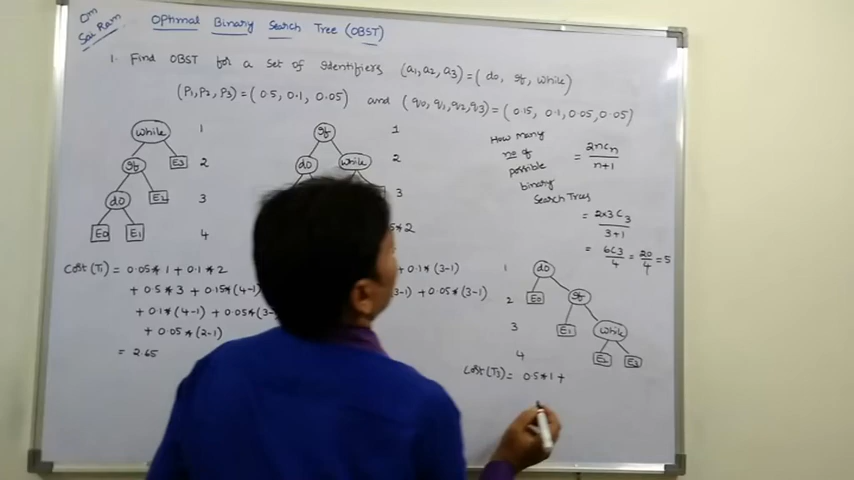 Om
Sai Ram
Optimal Binary Search Tree (OBST)
1. Find OBST for a set of identifiers (a1, a2, a3) = ( do, if, while)
(P1, P2, P3) = ( 0.5, 0.1, 0.05) and (q0, q1, q2, q3) = ( 0.15, 0.1, 0.05, 0.05)
while 1
if E3 2
do E2 3
E0 E1 4
Cost (T1) = 0.05*1 + 0.1*2
+ 0.5*3 + 0.15*(4-1)
+ 0.1*(4-1) + 0.05*(3-
+ 0.05*(2-1)
= 2.65
if 1
do while 2
3
*2
+ 0.1*(3-1)
(3-1) + 0.05*(3-1)
How many
no of
possible
binary
Search Trees
= 2nCn
n+1
= 2x3C3
3+1
= 6C3 = 20 = 5
4 4
1 do
2 E0 if
3 E1 while
4 E2 E3
Cost (T3) = 0.5*1 +